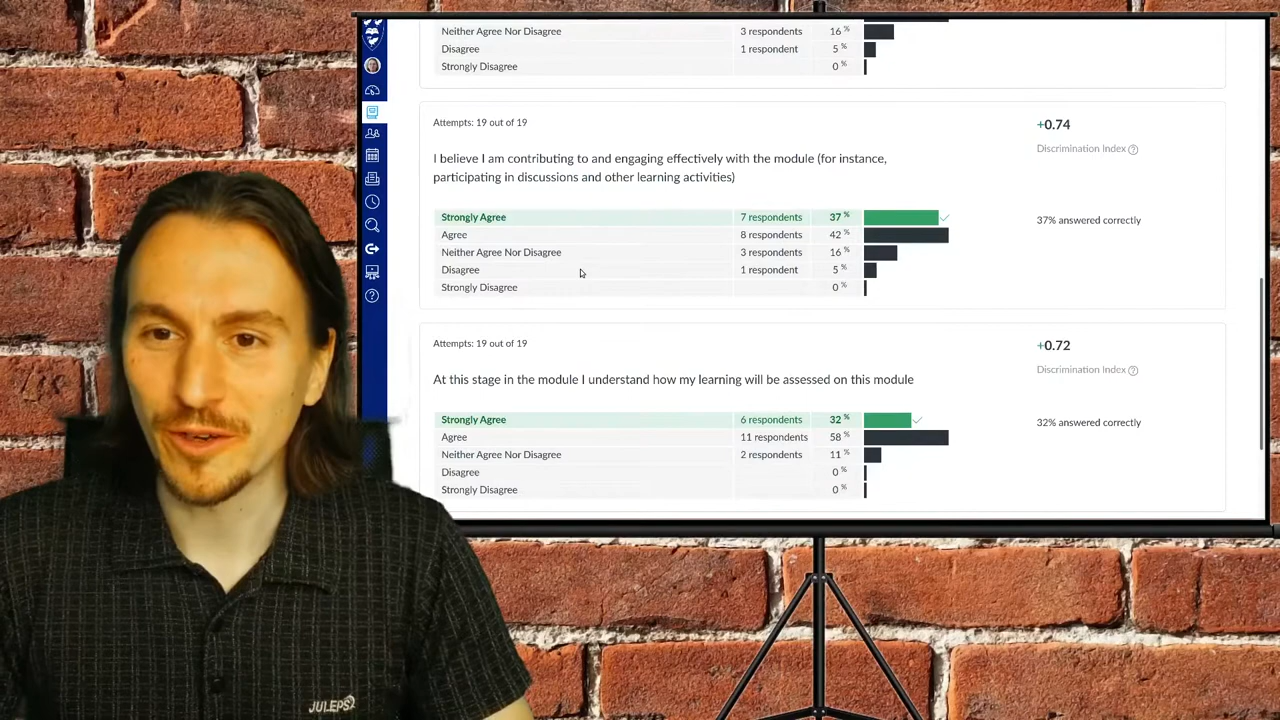 Neither Agree Nor Disagree 3 respondents 16 %
Disagree 1 respondent 5 %
Strongly Disagree 0 %
Attempts: 19 out of 19
+0.74
Discrimination Index ?
I believe I am contributing to and engaging effectively with the module (for instance,
participating in discussions and other learning activities)
Strongly Agree 7 respondents 37 %
37% answered correctly
Agree 8 respondents 42 %
Neither Agree Nor Disagree 3 respondents 16 %
Disagree 1 respondent 5 %
Strongly Disagree 0 %
Attempts: 19 out of 19
+0.72
Discrimination Index ?
At this stage in the module I understand how my learning will be assessed on this module
Strongly Agree 6 respondents 32 %
32% answered correctly
Agree 11 respondents 58 %
Neither Agree Nor Disagree 2 respondents 11 %
Disagree 0 %
Strongly Disagree 0 %
JULEPS